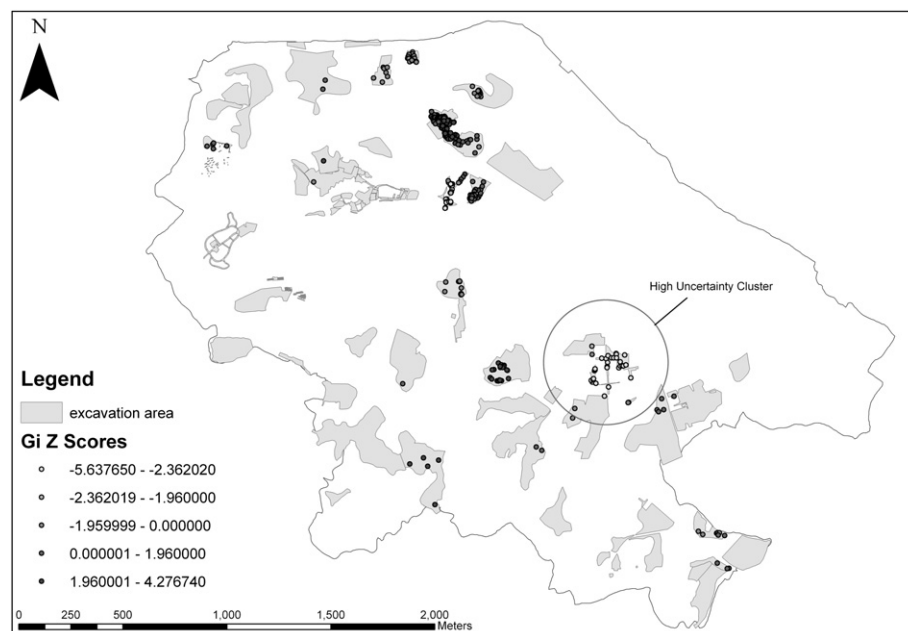 N
High Uncertainty Cluster
Legend
excavation area
Gi Z Scores
-5.637650 - -2.362020
-2.362019 - -1.960000
-1.959999 - 0.000000
0.000001 - 1.960000
1.960001 - 4.276740
0 250 500 1,000 1,500 2,000
Meters